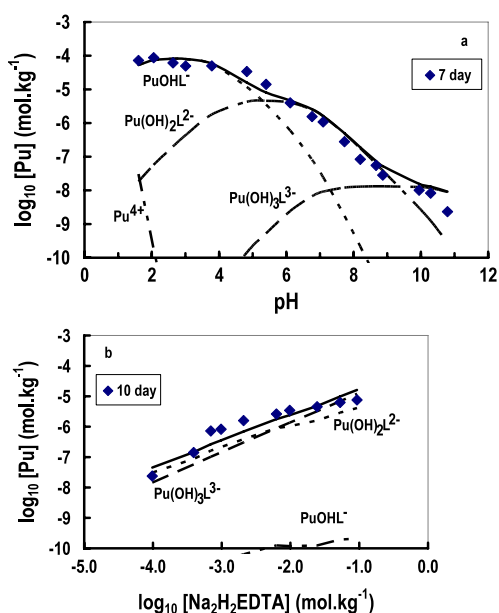 -3
a
-4
PuOHL-
7 day
-5
Pu(OH)2L2-
-6
-7
Pu(OH)3L3-
-8
Pu4+
-9
-10
0 2 4 6 8 10 12
pH
log10 [Pu] (mol.kg-1)
-3
b
-4
10 day
-5
Pu(OH)2L2-
-6
-7
Pu(OH)3L3-
-8
PuOHL-
-9
-10
-5.0 -4.0 -3.0 -2.0 -1.0 0.0
log10 [Na2H2EDTA] (mol.kg-1)
log10 [Pu] (mol.kg-1)